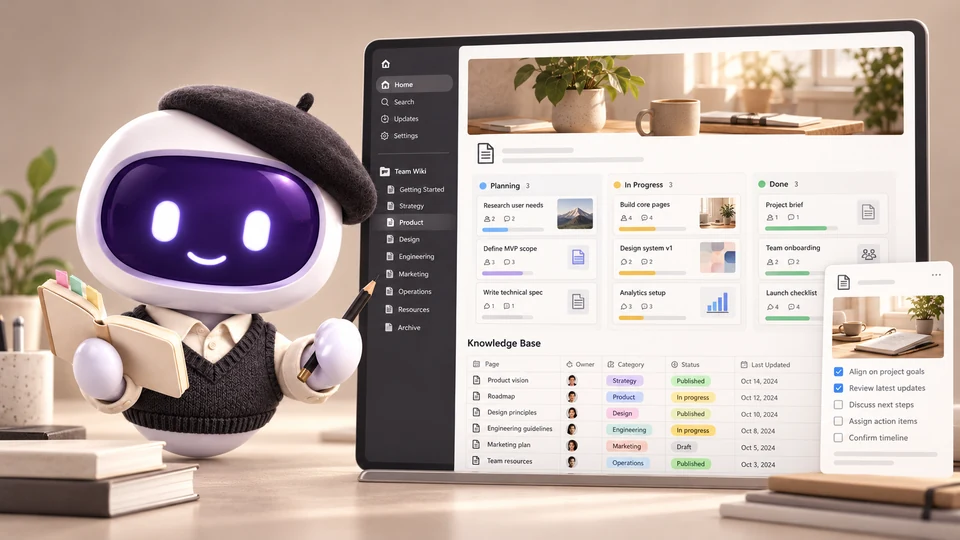 Home
Search
Updates
Settings
Team Wiki
Getting Started
Strategy
Product
Design
Engineering
Marketing
Operations
Resources
Archive
Planning 3
Research user needs
2 2
Define MVP scope
3 3
Write technical spec
1 1
In Progress 3
Build core pages
4 4
Design system v1
2 2
Analytics setup
3 3
Done 3
Project brief
1 1
Team onboarding
2 2
Launch checklist
4 4
Knowledge Base
Page Owner Category Status Last Updated
Product vision Strategy Published Oct 14, 2024
Roadmap Product In progress Oct 12, 2024
Design principles Design Published Oct 10, 2024
Engineering guidelines Engineering In progress Oct 8, 2024
Marketing plan Marketing Draft Oct 5, 2024
Team resources Operations Published Oct 3, 2024
Align on project goals
Review latest updates
Discuss next steps
Assign action items
Confirm timeline